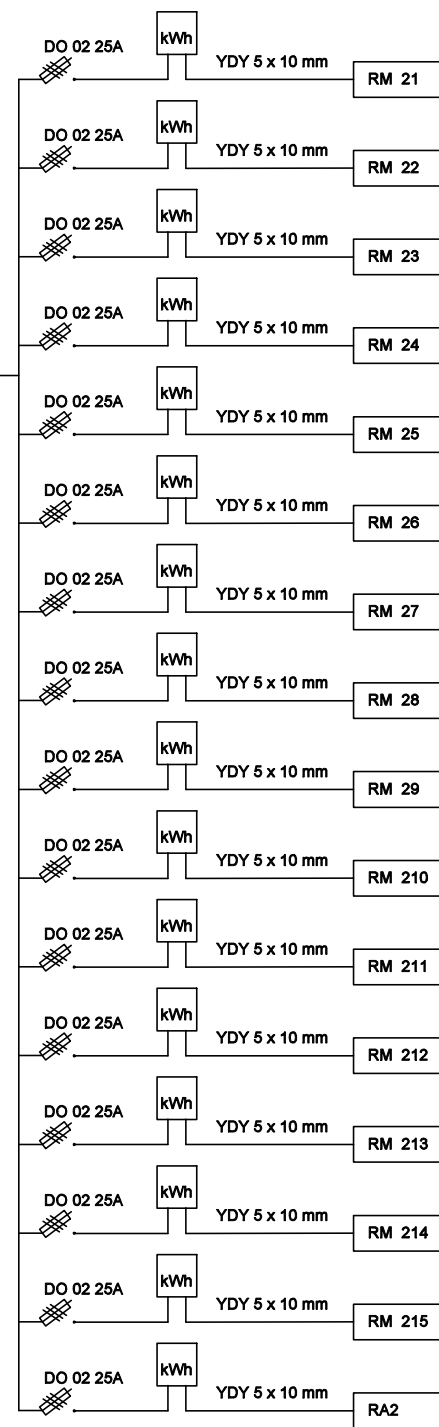 DO 02 25A kWh YDY 5 x 10 mm RM 21
DO 02 25A kWh YDY 5 x 10 mm RM 22
DO 02 25A kWh YDY 5 x 10 mm RM 23
DO 02 25A kWh YDY 5 x 10 mm RM 24
DO 02 25A kWh YDY 5 x 10 mm RM 25
DO 02 25A kWh YDY 5 x 10 mm RM 26
DO 02 25A kWh YDY 5 x 10 mm RM 27
DO 02 25A kWh YDY 5 x 10 mm RM 28
DO 02 25A kWh YDY 5 x 10 mm RM 29
DO 02 25A kWh YDY 5 x 10 mm RM 210
DO 02 25A kWh YDY 5 x 10 mm RM 211
DO 02 25A kWh YDY 5 x 10 mm RM 212
DO 02 25A kWh YDY 5 x 10 mm RM 213
DO 02 25A kWh YDY 5 x 10 mm RM 214
DO 02 25A kWh YDY 5 x 10 mm RM 215
DO 02 25A kWh YDY 5 x 10 mm RA2